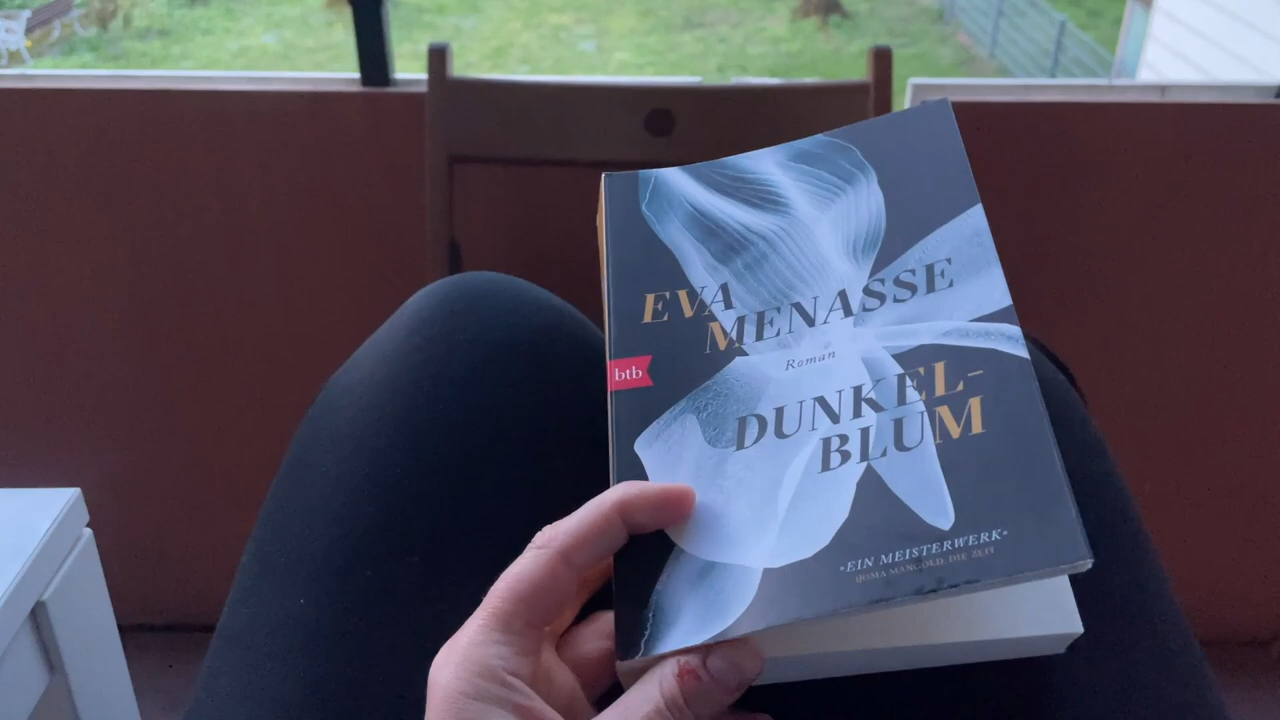 EVA
MENASSE
Roman
btb
DUNKEL-
BLUM
»EIN MEISTERWERK«
IJOMA MANGOLD, DIE ZEIT